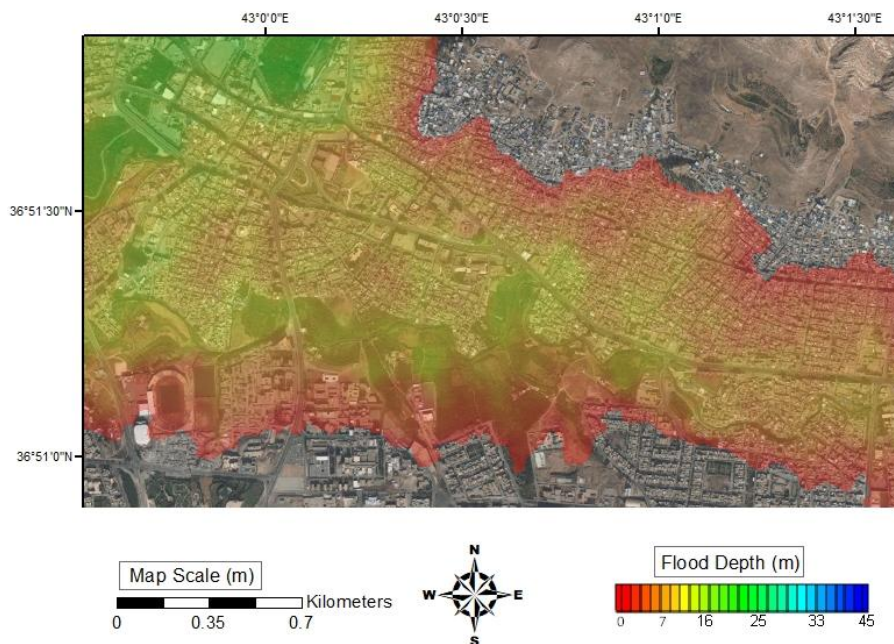 43°0'0"E 43°0'30"E 43°1'0"E 43°1'30"E
36°51'30"N
36°51'0"N
Map Scale (m)
Kilometers
0 0.35 0.7
N
W E
S
Flood Depth (m)
0 7 16 25 33 45